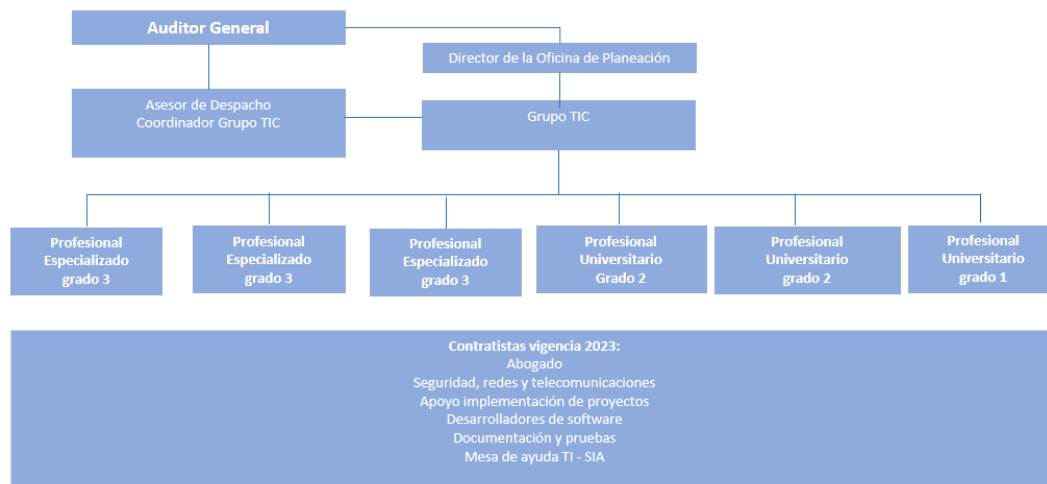 Auditor General
Director de la Oficina de Planeación
Asesor de Despacho
Coordinador Grupo TIC
Grupo TIC
Profesional
Especializado
grado 3
Profesional
Especializado
grado 3
Profesional
Especializado
grado 3
Profesional
Universitario
Grado 2
Profesional
Universitario
grado 2
Profesional
Universitario
grado 1
Contratistas vigencia 2023:
Abogado
Seguridad, redes y telecomunicaciones
Apoyo implementación de proyectos
Desarrolladores de software
Documentación y pruebas
Mesa de ayuda TI - SIA